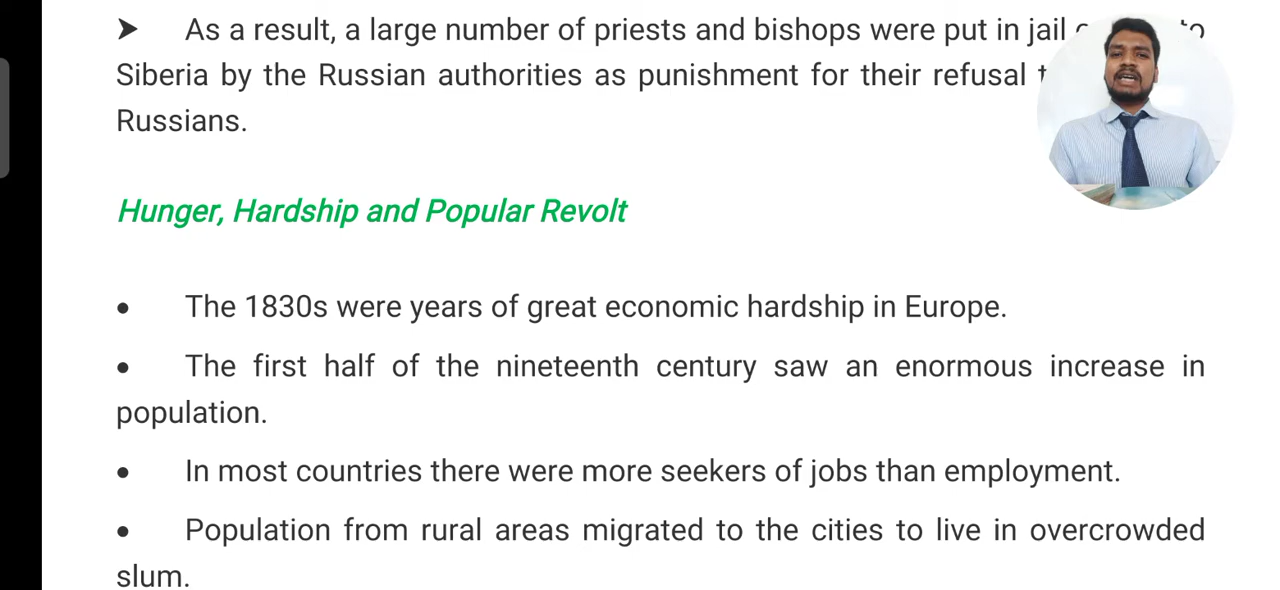 ➤ As a result, a large number of priests and bishops were put in jail
Siberia by the Russian authorities as punishment for their refusal
Russians.
Hunger, Hardship and Popular Revolt
• The 1830s were years of great economic hardship in Europe.
• The first half of the nineteenth century saw an enormous increase in
population.
• In most countries there were more seekers of jobs than employment.
• Population from rural areas migrated to the cities to live in overcrowded
slum.